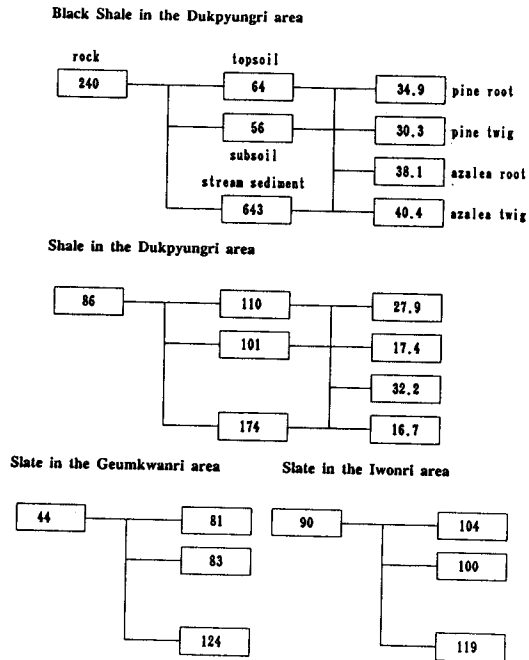 Black Shale in the Dukpyungri area
rock topsoil
240 64 34.9 pine root
56 30.3 pine twig
subsoil
38.1 azalea root
stream sediment
643 40.4 azalea twig
Shale in the Dukpyungri area
86 110 27.9
101 17.4
32.2
174 16.7
Slate in the Geumkwanri area Slate in the Iwonri area
44 81 90 104
83 100
124 119